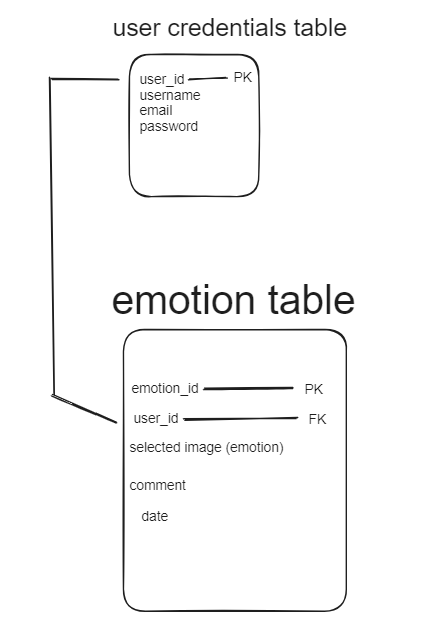 user credentials table
user_id PK
username
email
password
emotion table
emotion_id PK
user_id FK
selected image (emotion)
comment
date